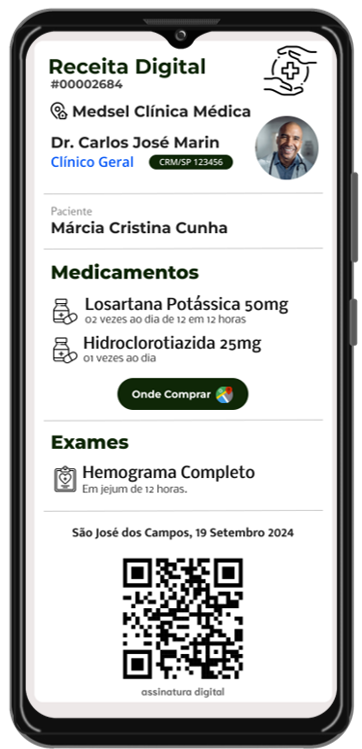 Receita Digital
#00002684
Medsel Clínica Médica
Dr. Carlos José Marin
Clínico Geral
CRM/SP 123456
Paciente
Márcia Cristina Cunha
Medicamentos
Losartana Potássica 50mg
02 vezes ao dia de 12 em 12 horas
Hidroclorotiazida 25mg
01 vezes ao dia
Onde Comprar
Exames
Hemograma Completo
Em jejum de 12 horas.
São José dos Campos, 19 Setembro 2024
assinatura digital